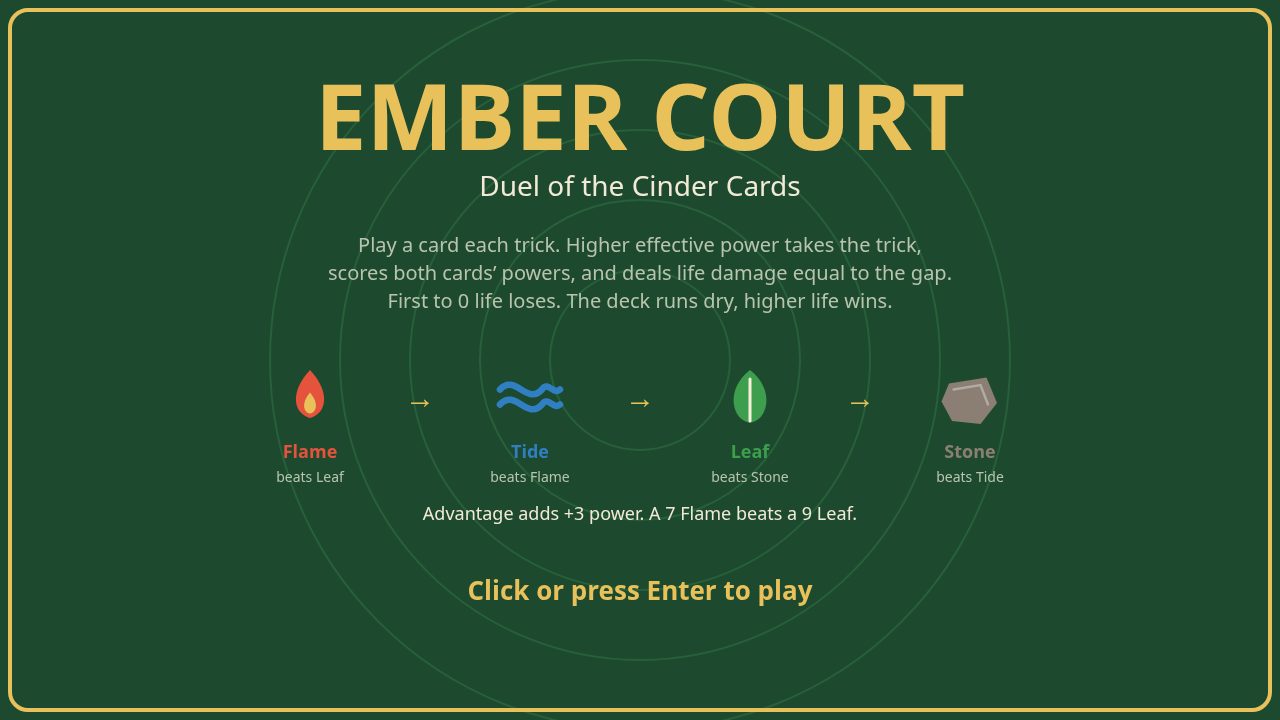 EMBER COURT
Duel of the Cinder Cards
Play a card each trick. Higher effective power takes the trick,
scores both cards’ powers, and deals life damage equal to the gap.
First to 0 life loses. The deck runs dry, higher life wins.
→ → →
Flame Tide Leaf Stone
beats Leaf beats Flame beats Stone beats Tide
Advantage adds +3 power. A 7 Flame beats a 9 Leaf.
Click or press Enter to play